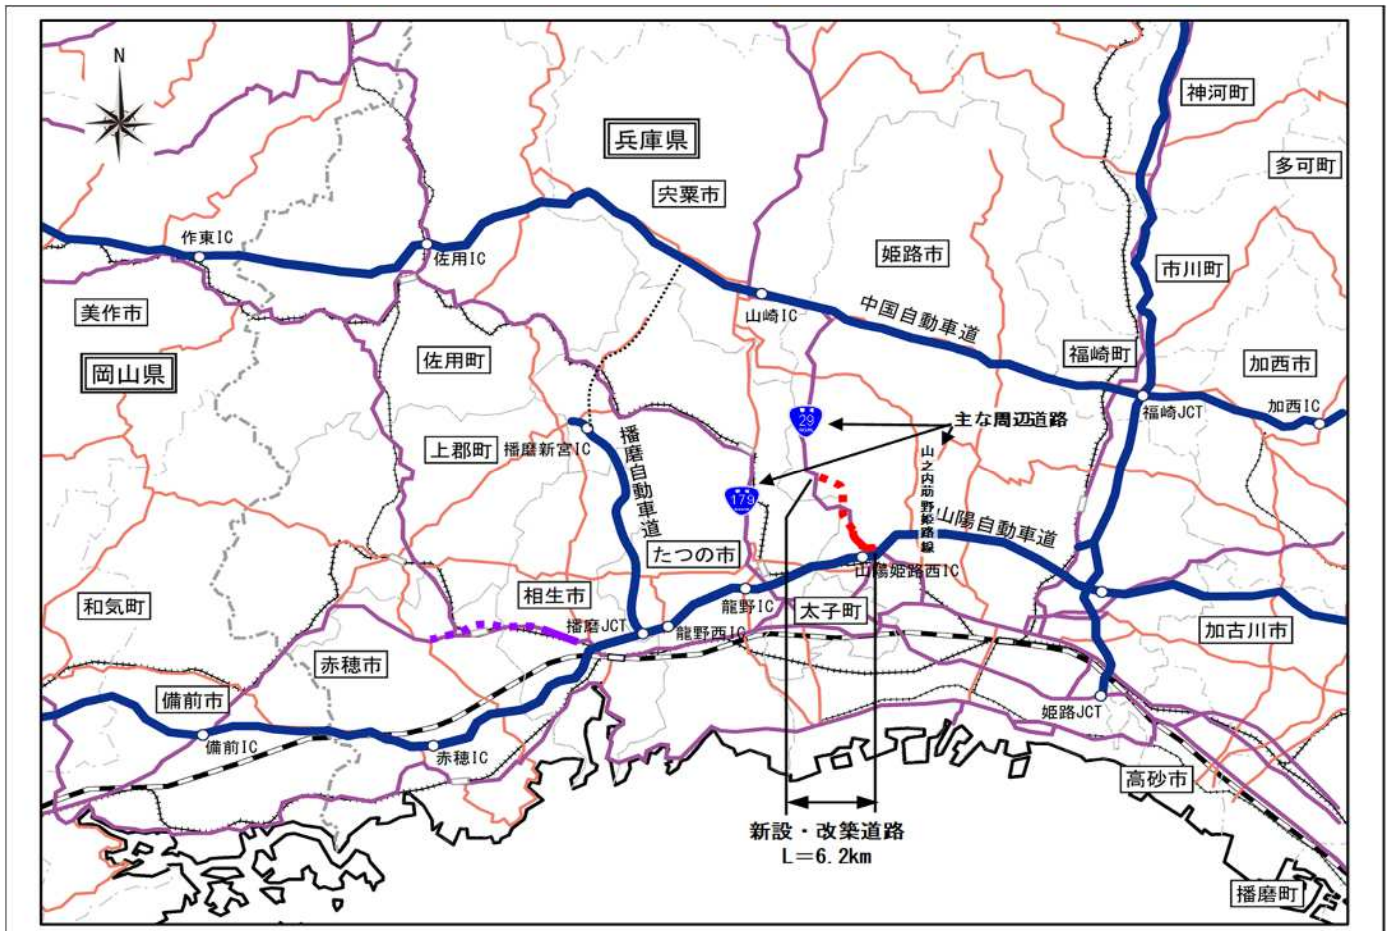 N
神河町
兵庫県
多可町
宍粟市
作東IC
佐用IC
姫路市
市川町
美作市
山崎IC
中国自動車道
福崎町
加西市
佐用町
岡山県
福崎JCT
加西IC
29
主な周辺道路
上郡町
播磨新宮IC
播磨自動車道
山之内莇野姫路線
179
山陽自動車道
たつの市
山陽姫路西IC
和気町
相生市
龍野IC
太子町
播磨JCT
龍野西IC
加古川市
赤穂市
備前市
姫路JCT
備前IC
赤穂IC
高砂市
新設・改築道路
L=6.2km
播磨町